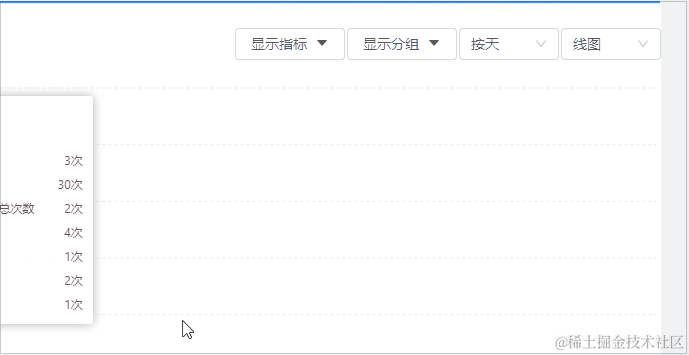 显示指标 显示分组 按天 线图
3次
30次
总次数 2次
4次
1次
2次
1次
@稀土掘金技术社区